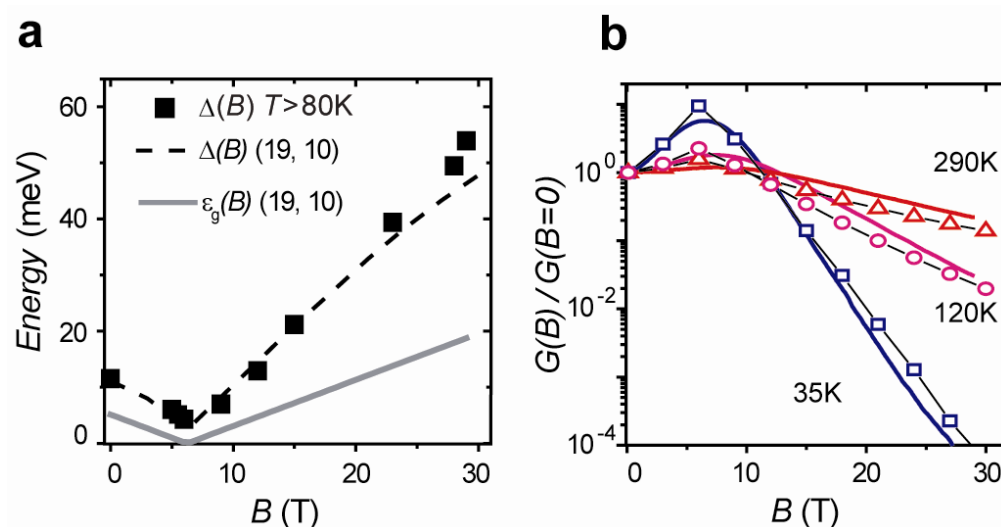 a
60
40
20
0
Energy (meV)
Δ(B) T>80K
Δ(B) (19, 10)
εg(B) (19, 10)
0 10 20 30
B (T)
b
10^0
10^-2
10^-4
G(B) / G(B=0)
290K
120K
35K
0 10 20 30
B (T)